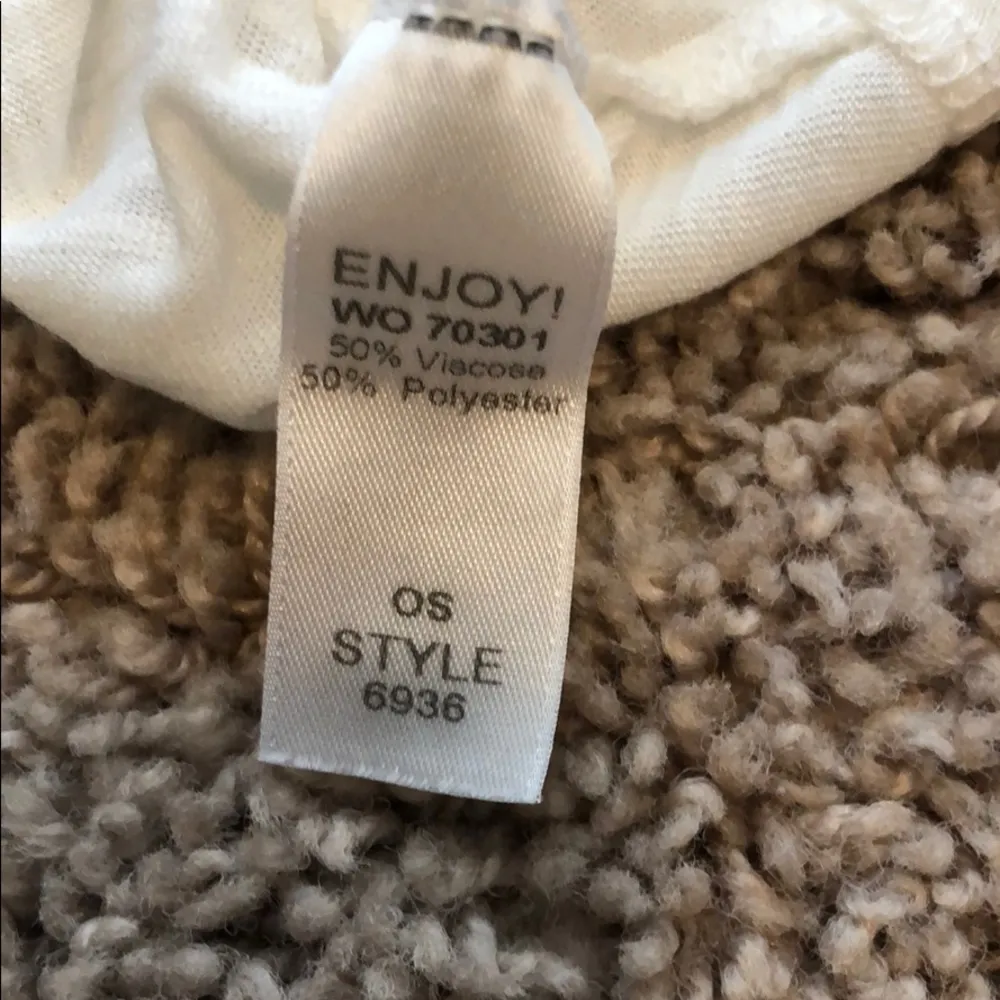 ENJOY!
WO 70301
50% Viscose
50% Polyester
OS
STYLE
6936